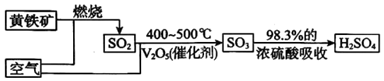 黄铁矿 燃烧
空气
SO₂
400~500℃
V₂O₅(催化剂)
SO₃
98.3%的
浓硫酸吸收
H₂SO₄